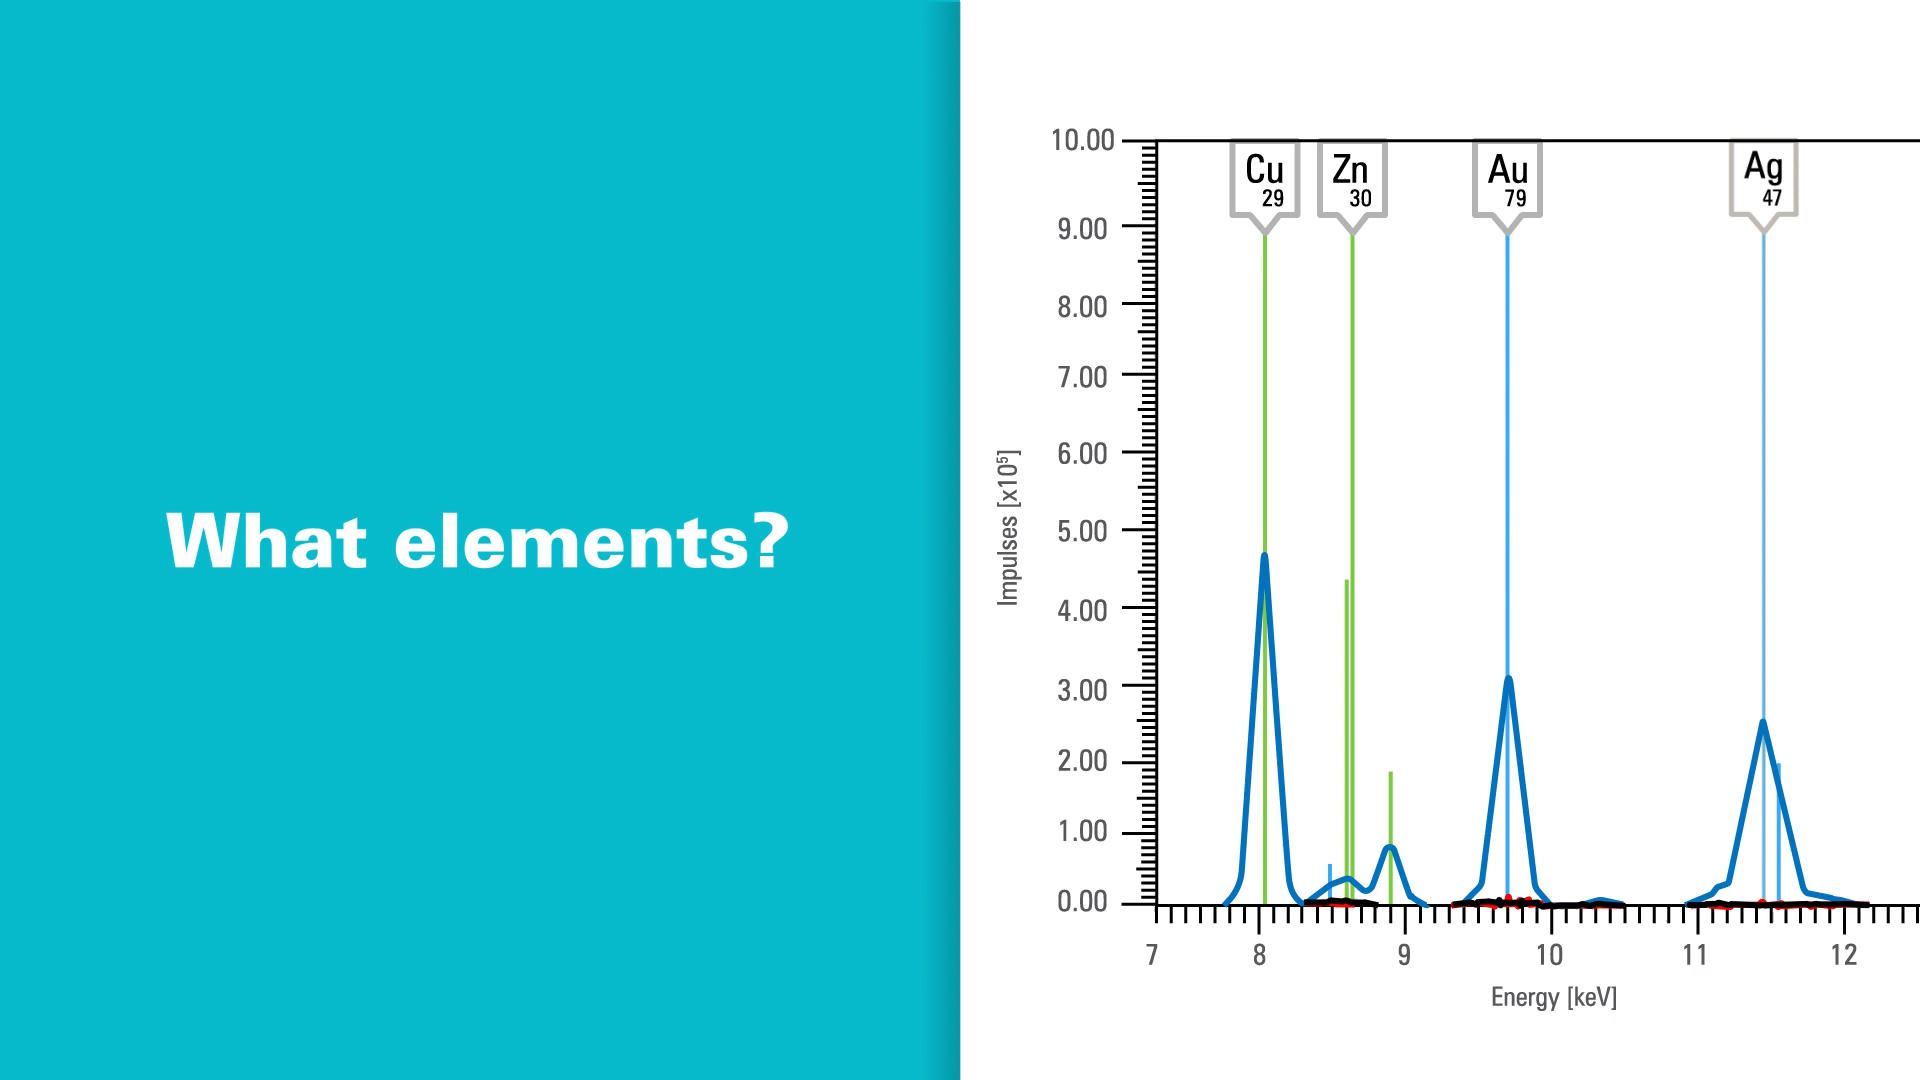 What elements?
Impulses [x10⁵]
10.00
9.00
8.00
7.00
6.00
5.00
4.00
3.00
2.00
1.00
0.00
Cu
29
Zn
30
Au
79
Ag
47
7 8 9 10 11 12
Energy [keV]